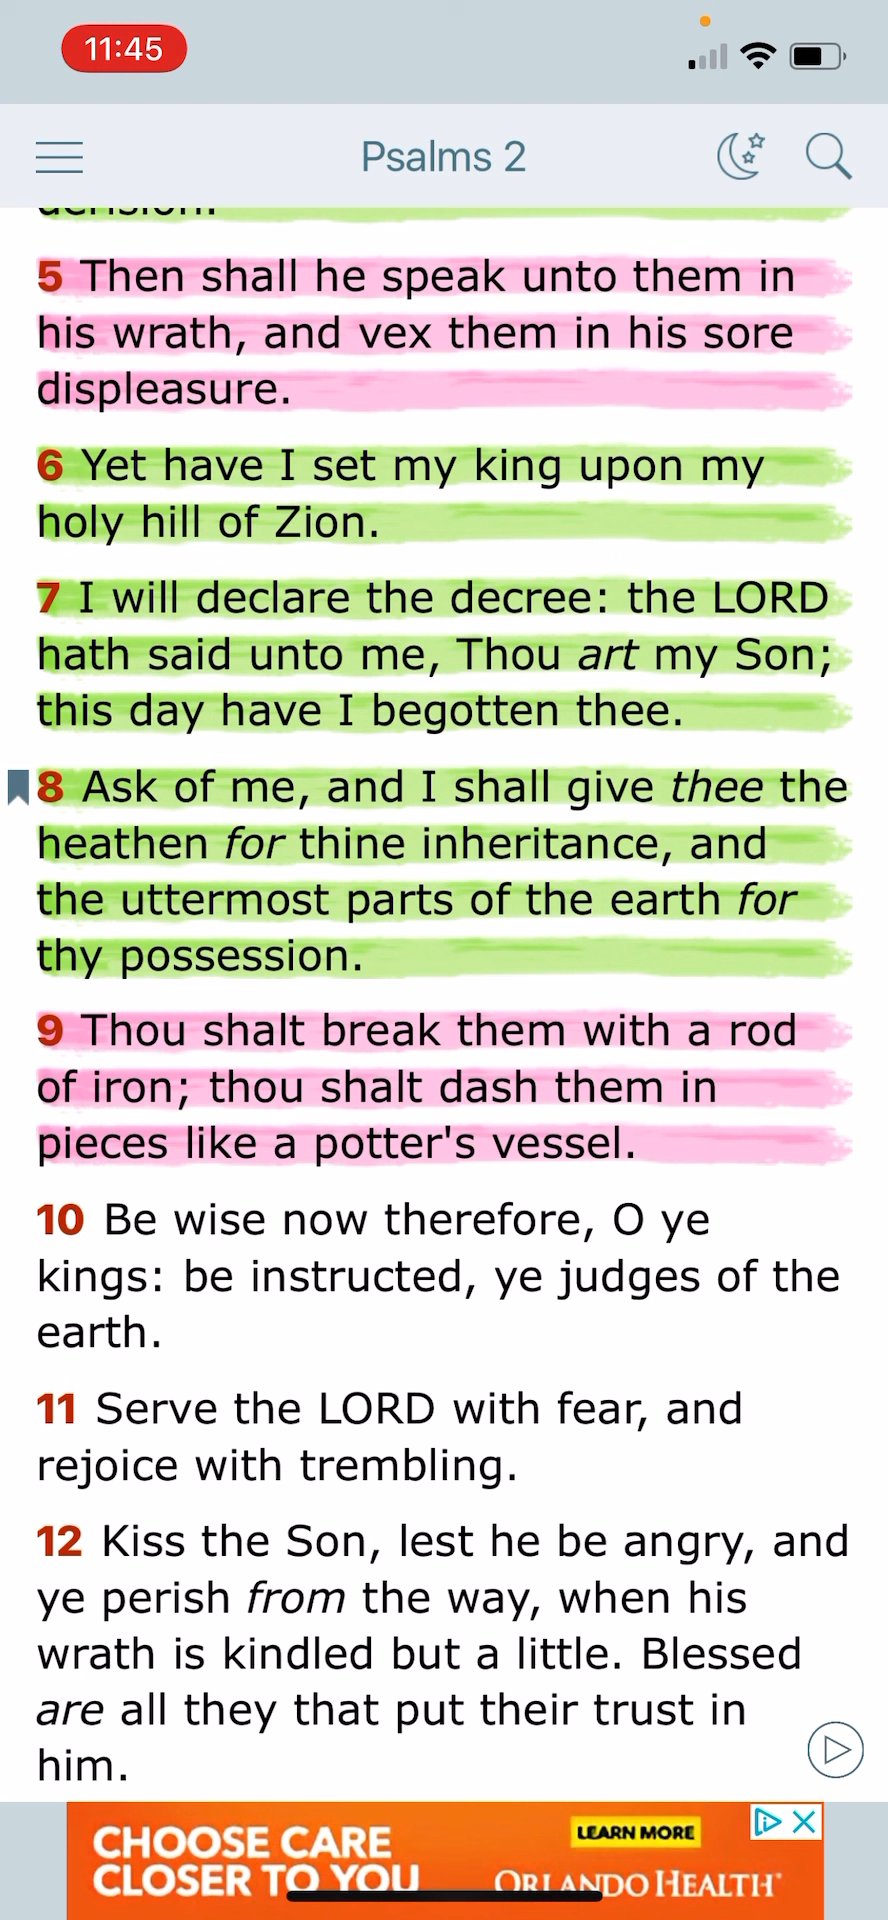 11:45
Psalms 2
derision.
5 Then shall he speak unto them in
his wrath, and vex them in his sore
displeasure.
6 Yet have I set my king upon my
holy hill of Zion.
7 I will declare the decree: the LORD
hath said unto me, Thou art my Son;
this day have I begotten thee.
8 Ask of me, and I shall give thee the
heathen for thine inheritance, and
the uttermost parts of the earth for
thy possession.
9 Thou shalt break them with a rod
of iron; thou shalt dash them in
pieces like a potter's vessel.
10 Be wise now therefore, O ye
kings: be instructed, ye judges of the
earth.
11 Serve the LORD with fear, and
rejoice with trembling.
12 Kiss the Son, lest he be angry, and
ye perish from the way, when his
wrath is kindled but a little. Blessed
are all they that put their trust in
him.
CHOOSE CARE
CLOSER TO YOU
LEARN MORE
ORLANDO HEALTH®